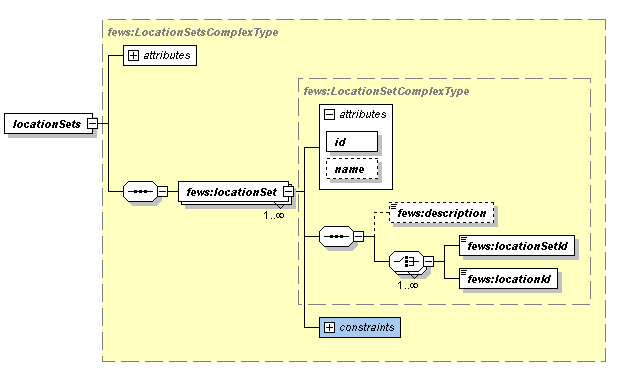 fews:LocationSetsComplexType
attributes
fews:LocationSetComplexType
attributes
locationSets
id
name
fews:locationSet
1..∞
fews:description
fews:locationSetId
fews:locationId
1..∞
constraints